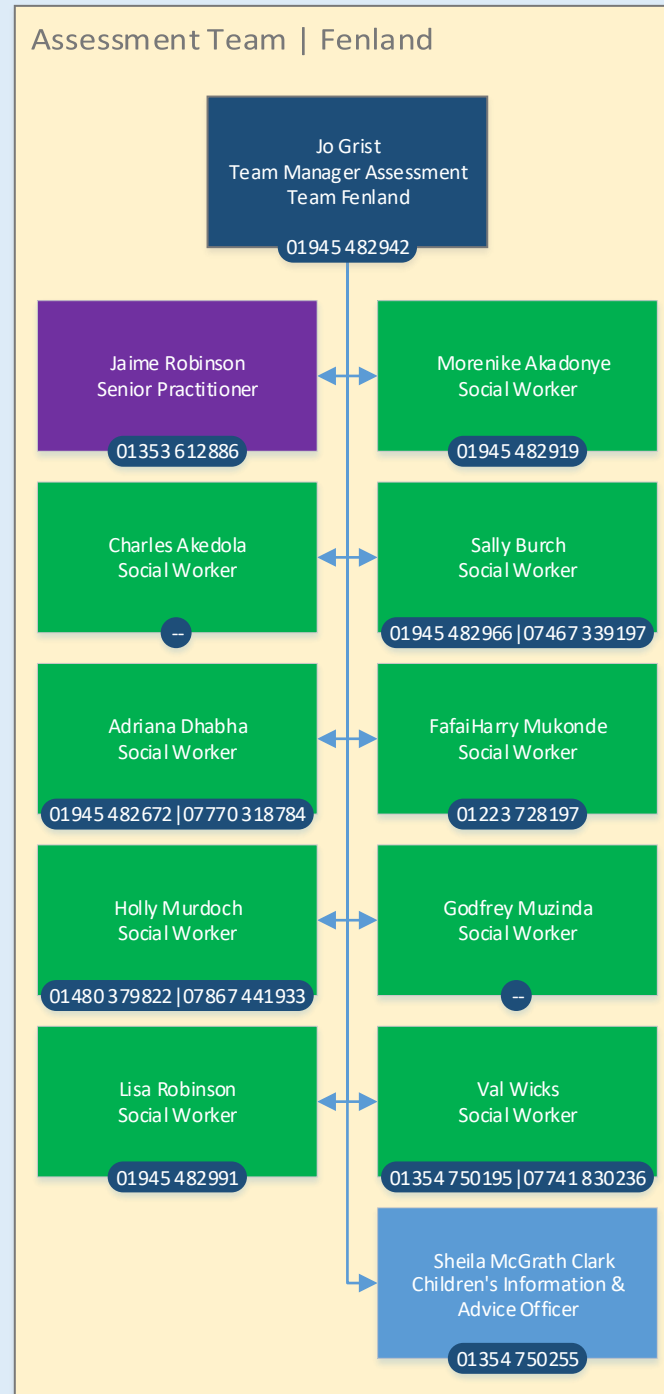 Assessment Team | Fenland
Jo Grist
Team Manager Assessment
Team Fenland
01945 482942
Jaime Robinson
Senior Practitioner
01353 612886
Morenike Akadonye
Social Worker
01945 482919
Charles Akedola
Social Worker
--
Sally Burch
Social Worker
01945 482966|07467 339197
Adriana Dhabha
Social Worker
01945 482672|07770 318784
FafaiHarry Mukonde
Social Worker
01223 728197
Holly Murdoch
Social Worker
01480 379822|07867 441933
Godfrey Muzinda
Social Worker
--
Lisa Robinson
Social Worker
01945 482991
Val Wicks
Social Worker
01354 750195|07741 830236
Sheila McGrath Clark
Children's Information &
Advice Officer
01354 750255